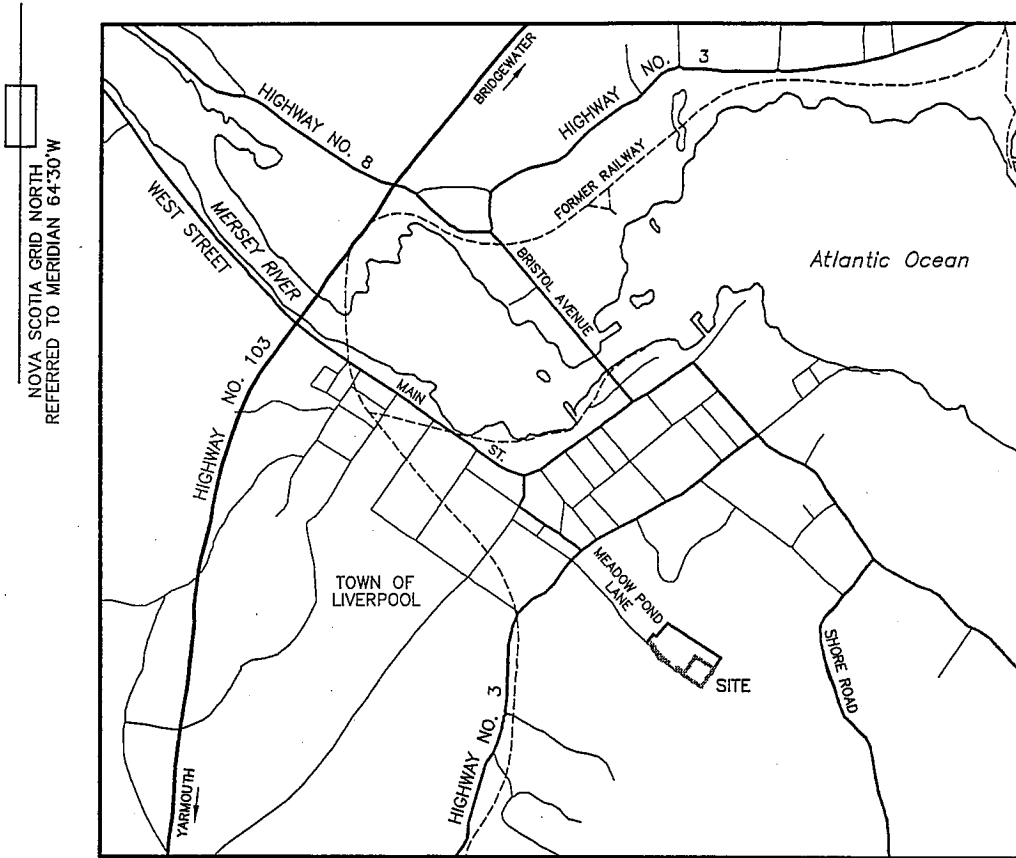 NOVA SCOTIA GRID NORTH
REFERRED TO MERIDIAN 64°30'W
BRIDGEWATER
HIGHWAY NO. 3
HIGHWAY NO. 8
FORMER RAILWAY
WEST STREET
MERSEY RIVER
BRISTOL AVENUE
Atlantic Ocean
HIGHWAY NO. 103
MAIN ST.
TOWN OF
LIVERPOOL
MEADOW POND
LANE
SITE
SHORE ROAD
HIGHWAY NO. 3
YARMOUTH